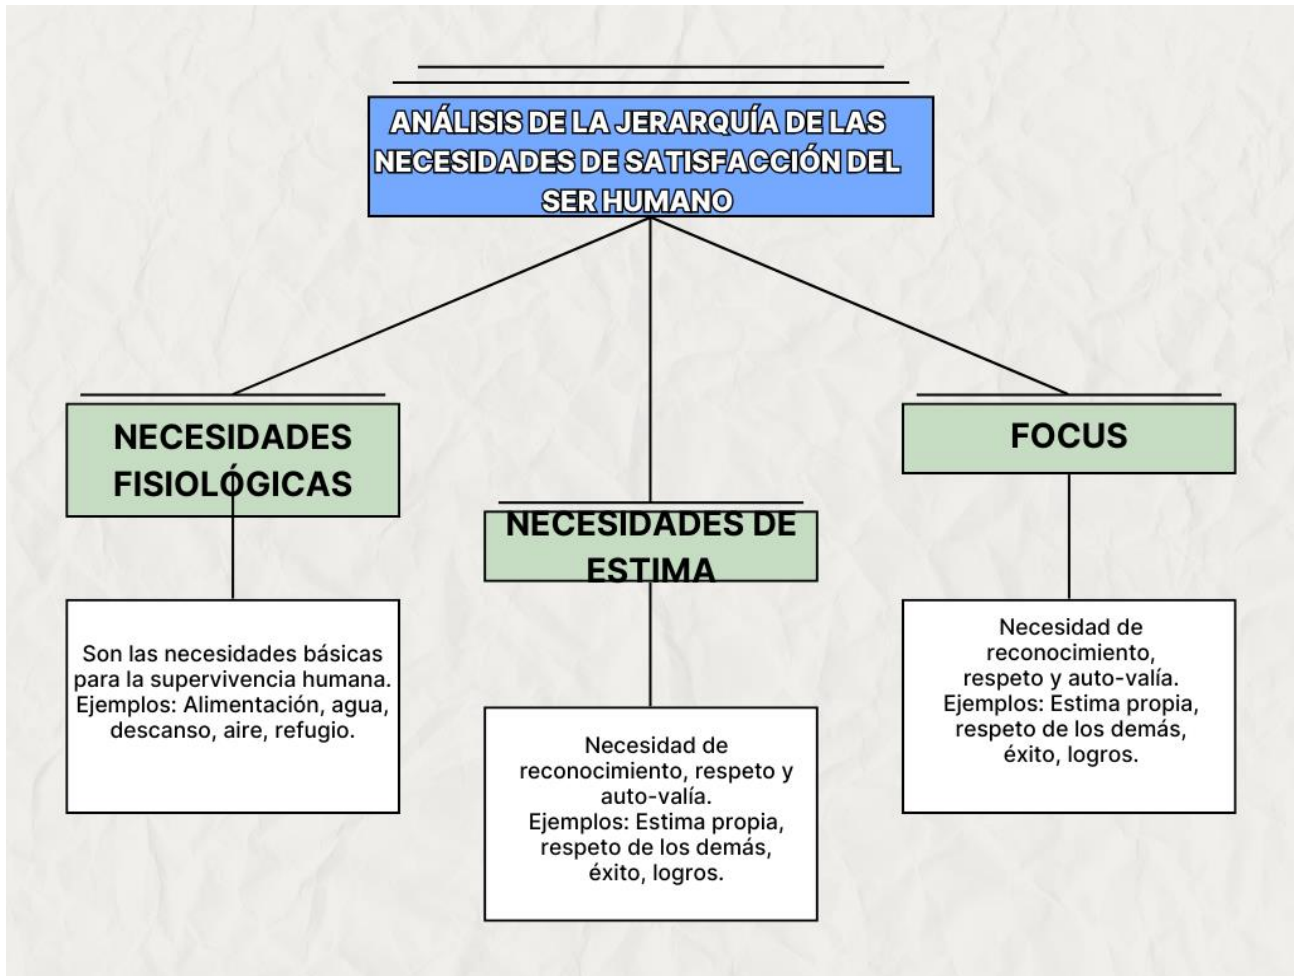 ANÁLISIS DE LA JERARQUÍA DE LAS
NECESIDADES DE SATISFACCIÓN DEL
SER HUMANO
NECESIDADES
FISIOLÓGICAS
Son las necesidades básicas
para la supervivencia humana.
Ejemplos: Alimentación, agua,
descanso, aire, refugio.
NECESIDADES DE
ESTIMA
Necesidad de
reconocimiento, respeto y
auto-valía.
Ejemplos: Estima propia,
respeto de los demás,
éxito, logros.
FOCUS
Necesidad de
reconocimiento,
respeto y auto-valía.
Ejemplos: Estima propia,
respeto de los demás,
éxito, logros.